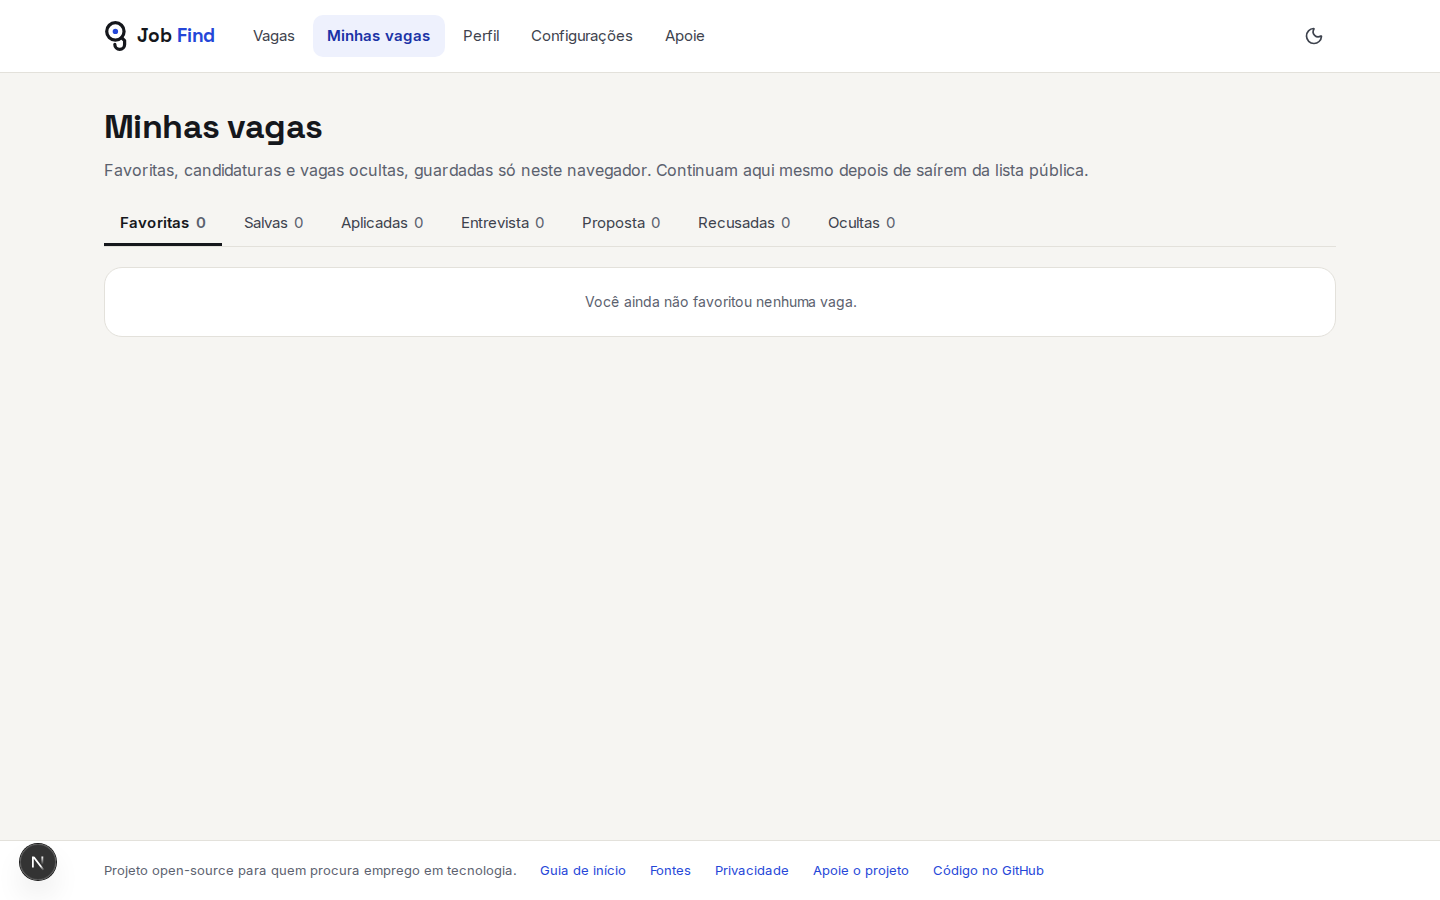 Job Find
Vagas
Minhas vagas
Perfil
Configurações
Apoie
Minhas vagas
Favoritas, candidaturas e vagas ocultas, guardadas só neste navegador. Continuam aqui mesmo depois de saírem da lista pública.
Favoritas 0
Salvas 0
Aplicadas 0
Entrevista 0
Proposta 0
Recusadas 0
Ocultas 0
Você ainda não favoritou nenhuma vaga.
N
Projeto open-source para quem procura emprego em tecnologia.
Guia de início
Fontes
Privacidade
Apoie o projeto
Código no GitHub